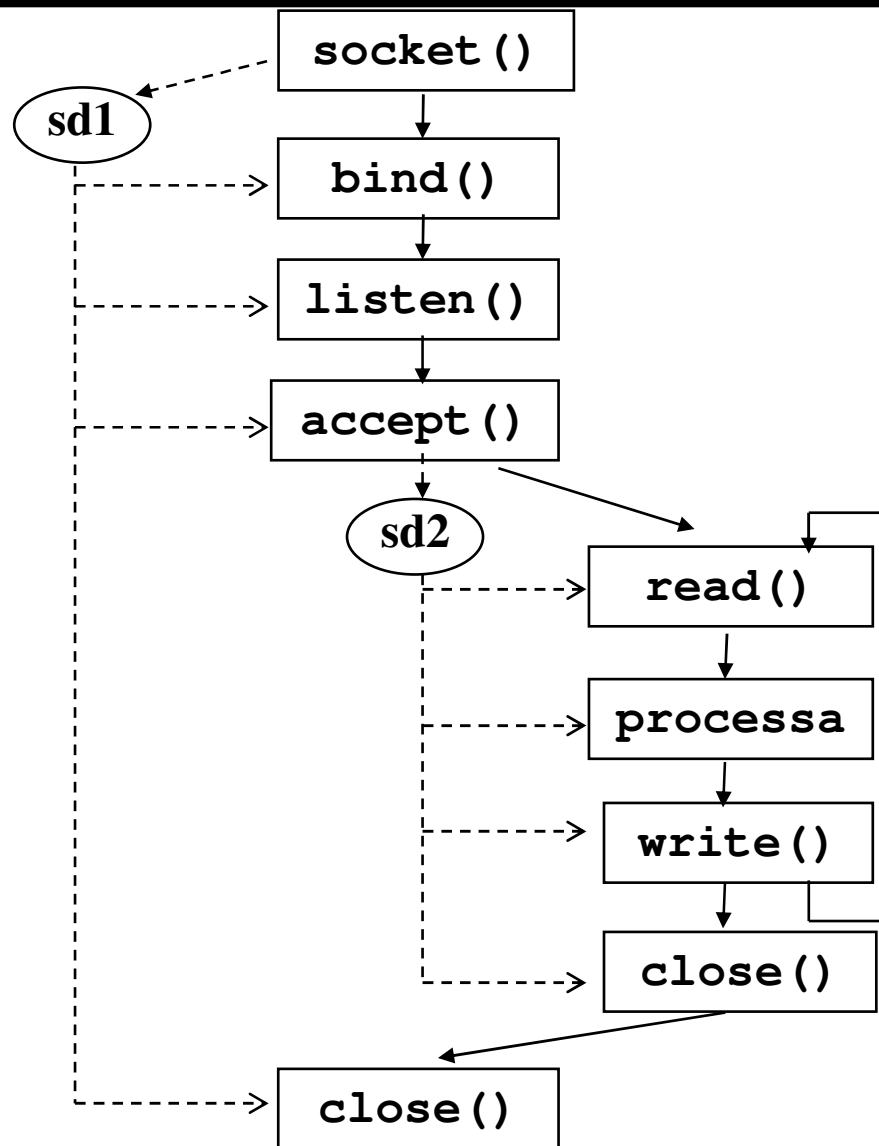 socket()
sd1
bind()
listen()
accept()
sd2
read()
processa
write()
close()
close()